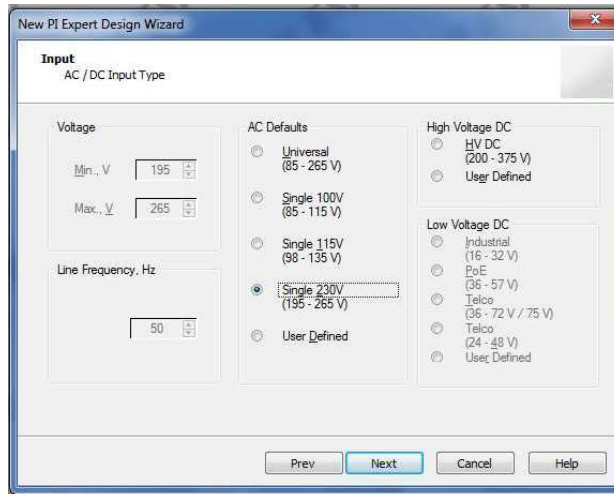 New PI Expert Design Wizard
Input
AC / DC Input Type
Voltage
Min., V 195
Max., V 265
Line Frequency, Hz
50
AC Defaults
Universal
(85 - 265 V)
Single 100V
(85 - 115 V)
Single 115V
(98 - 135 V)
Single 230V
(195 - 265 V)
User Defined
High Voltage DC
HV DC
(200 - 375 V)
User Defined
Low Voltage DC
Industrial
(16 - 32 V)
PoE
(36 - 57 V)
Telco
(36 - 72 V / 75 V)
Telco
(24 - 48 V)
User Defined
Prev Next Cancel Help